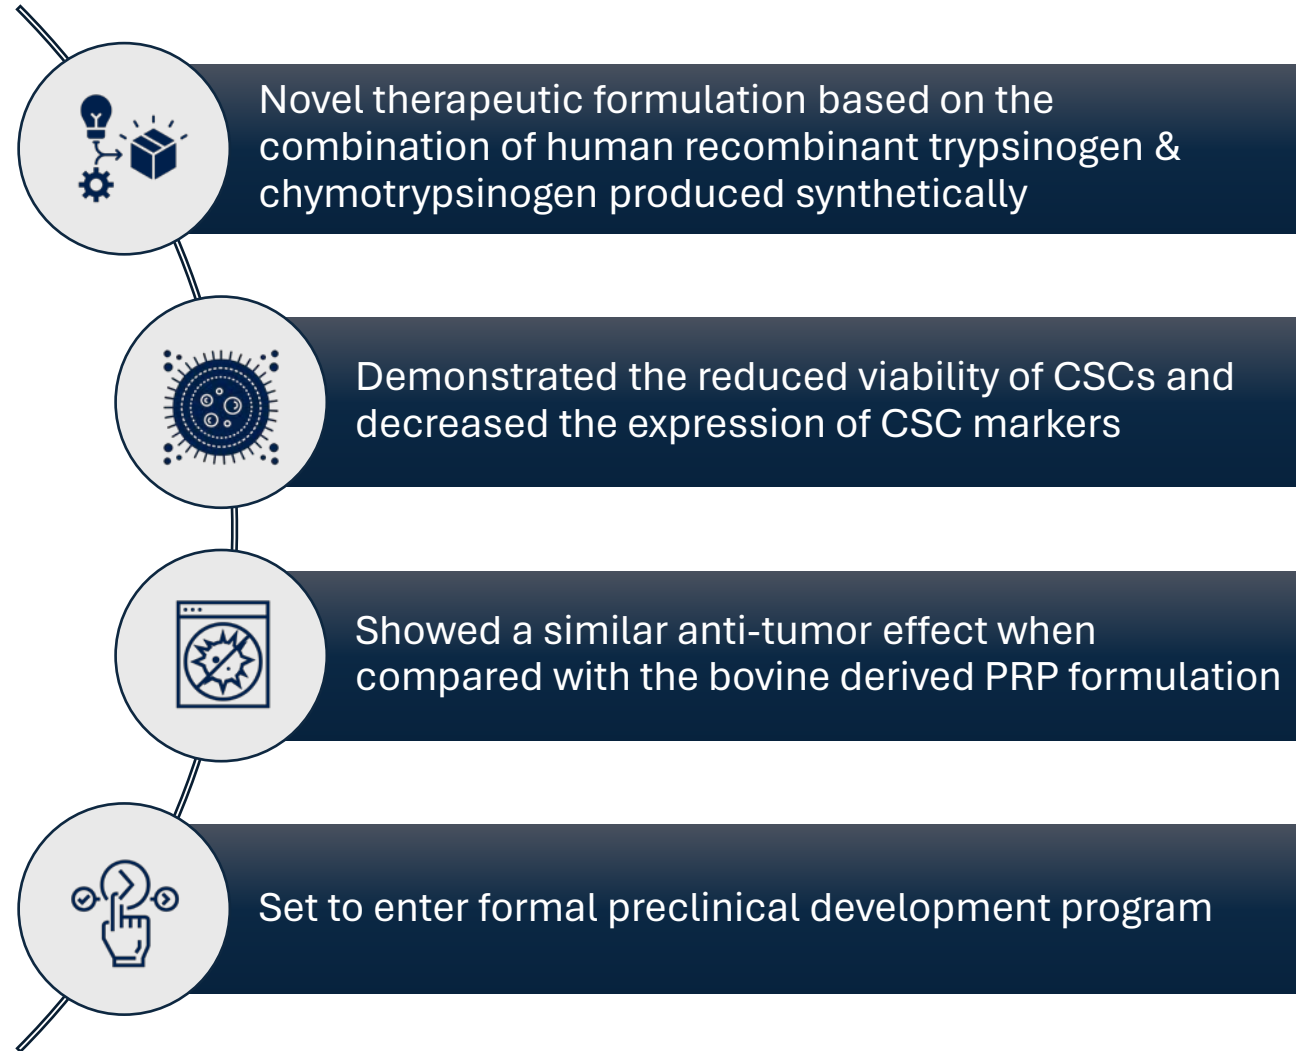 Novel therapeutic formulation based on the
combination of human recombinant trypsinogen &
chymotrypsinogen produced synthetically
Demonstrated the reduced viability of CSCs and
decreased the expression of CSC markers
Showed a similar anti-tumor effect when
compared with the bovine derived PRP formulation
Set to enter formal preclinical development program